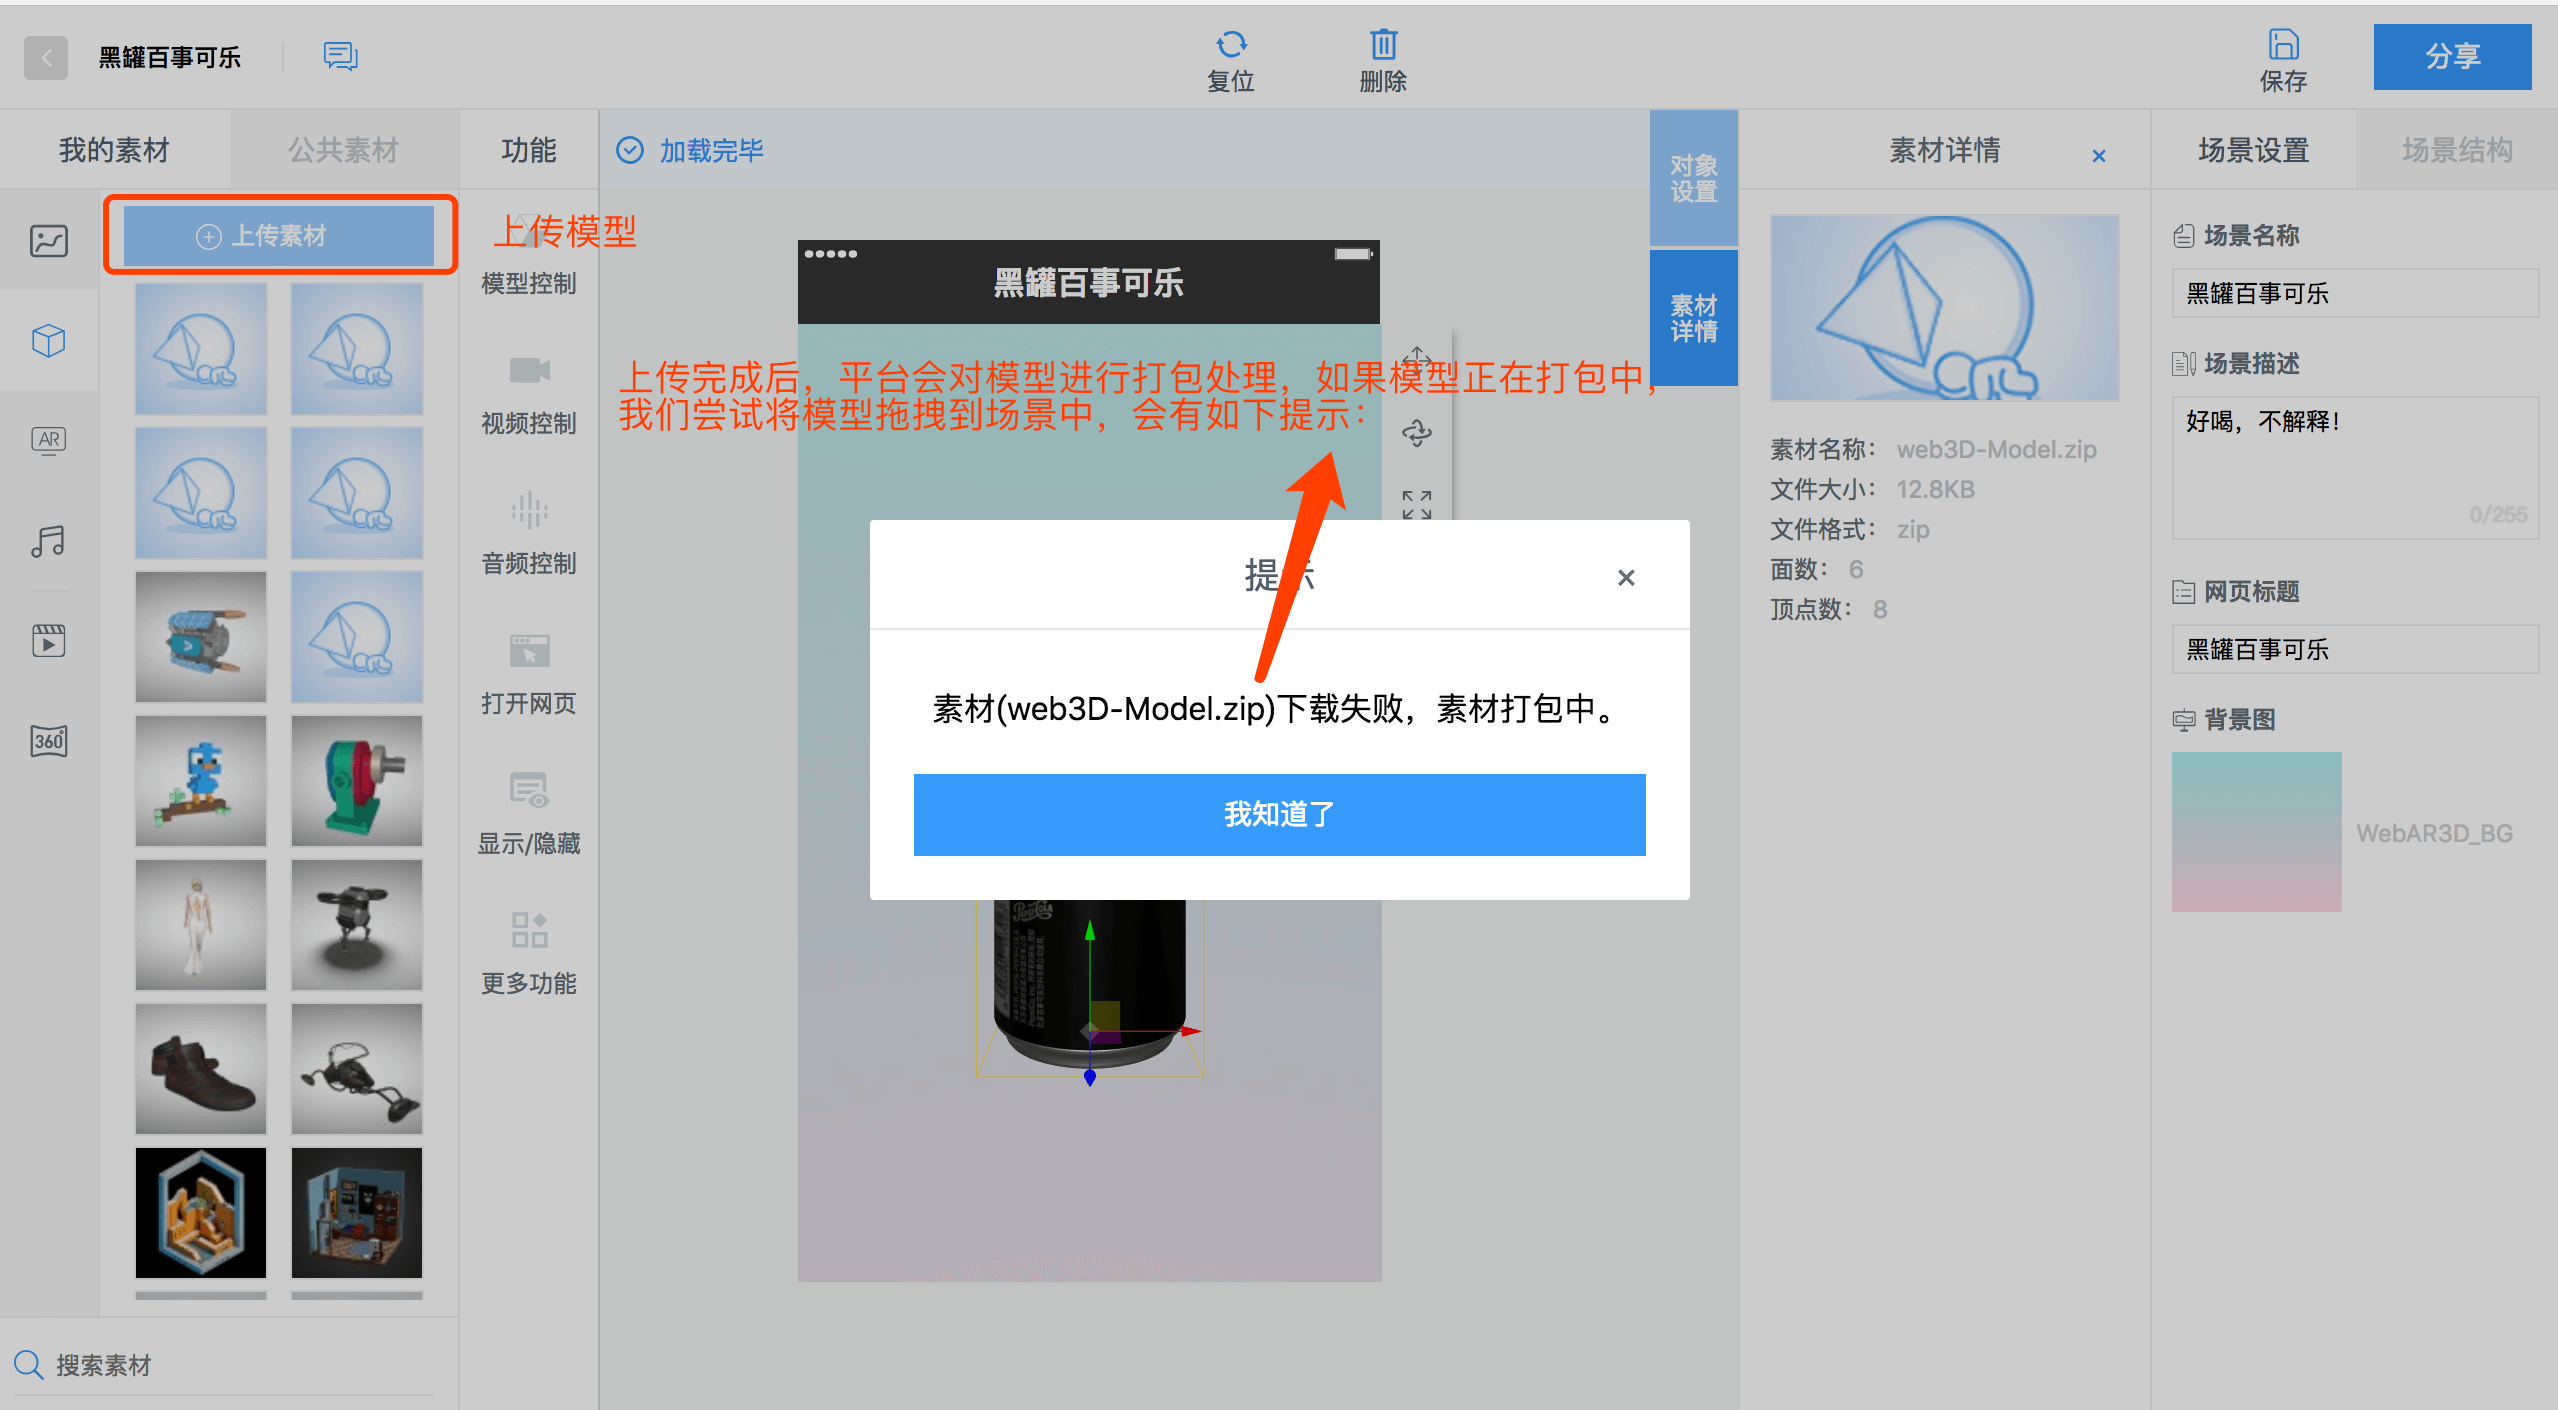 黑罐百事可乐
复位
删除
保存
分享
我的素材
公共素材
功能
加载完毕
对象
设置
素材
详情
素材详情
×
场景设置
场景结构
上传素材
上传模型
模型控制
视频控制
音频控制
打开网页
显示/隐藏
更多功能
AR
360°
黑罐百事可乐
上传完成后，平台会对模型进行打包处理，如果模型正在打包中，
我们尝试将模型拖拽到场景中，会有如下提示：
提示
×
素材(web3D-Model.zip)下载失败，素材打包中。
我知道了
素材名称： web3D-Model.zip
文件大小： 12.8KB
文件格式： zip
面数： 6
顶点数： 8
场景名称
黑罐百事可乐
场景描述
好喝，不解释！
0/255
网页标题
黑罐百事可乐
背景图
WebAR3D_BG
搜索素材